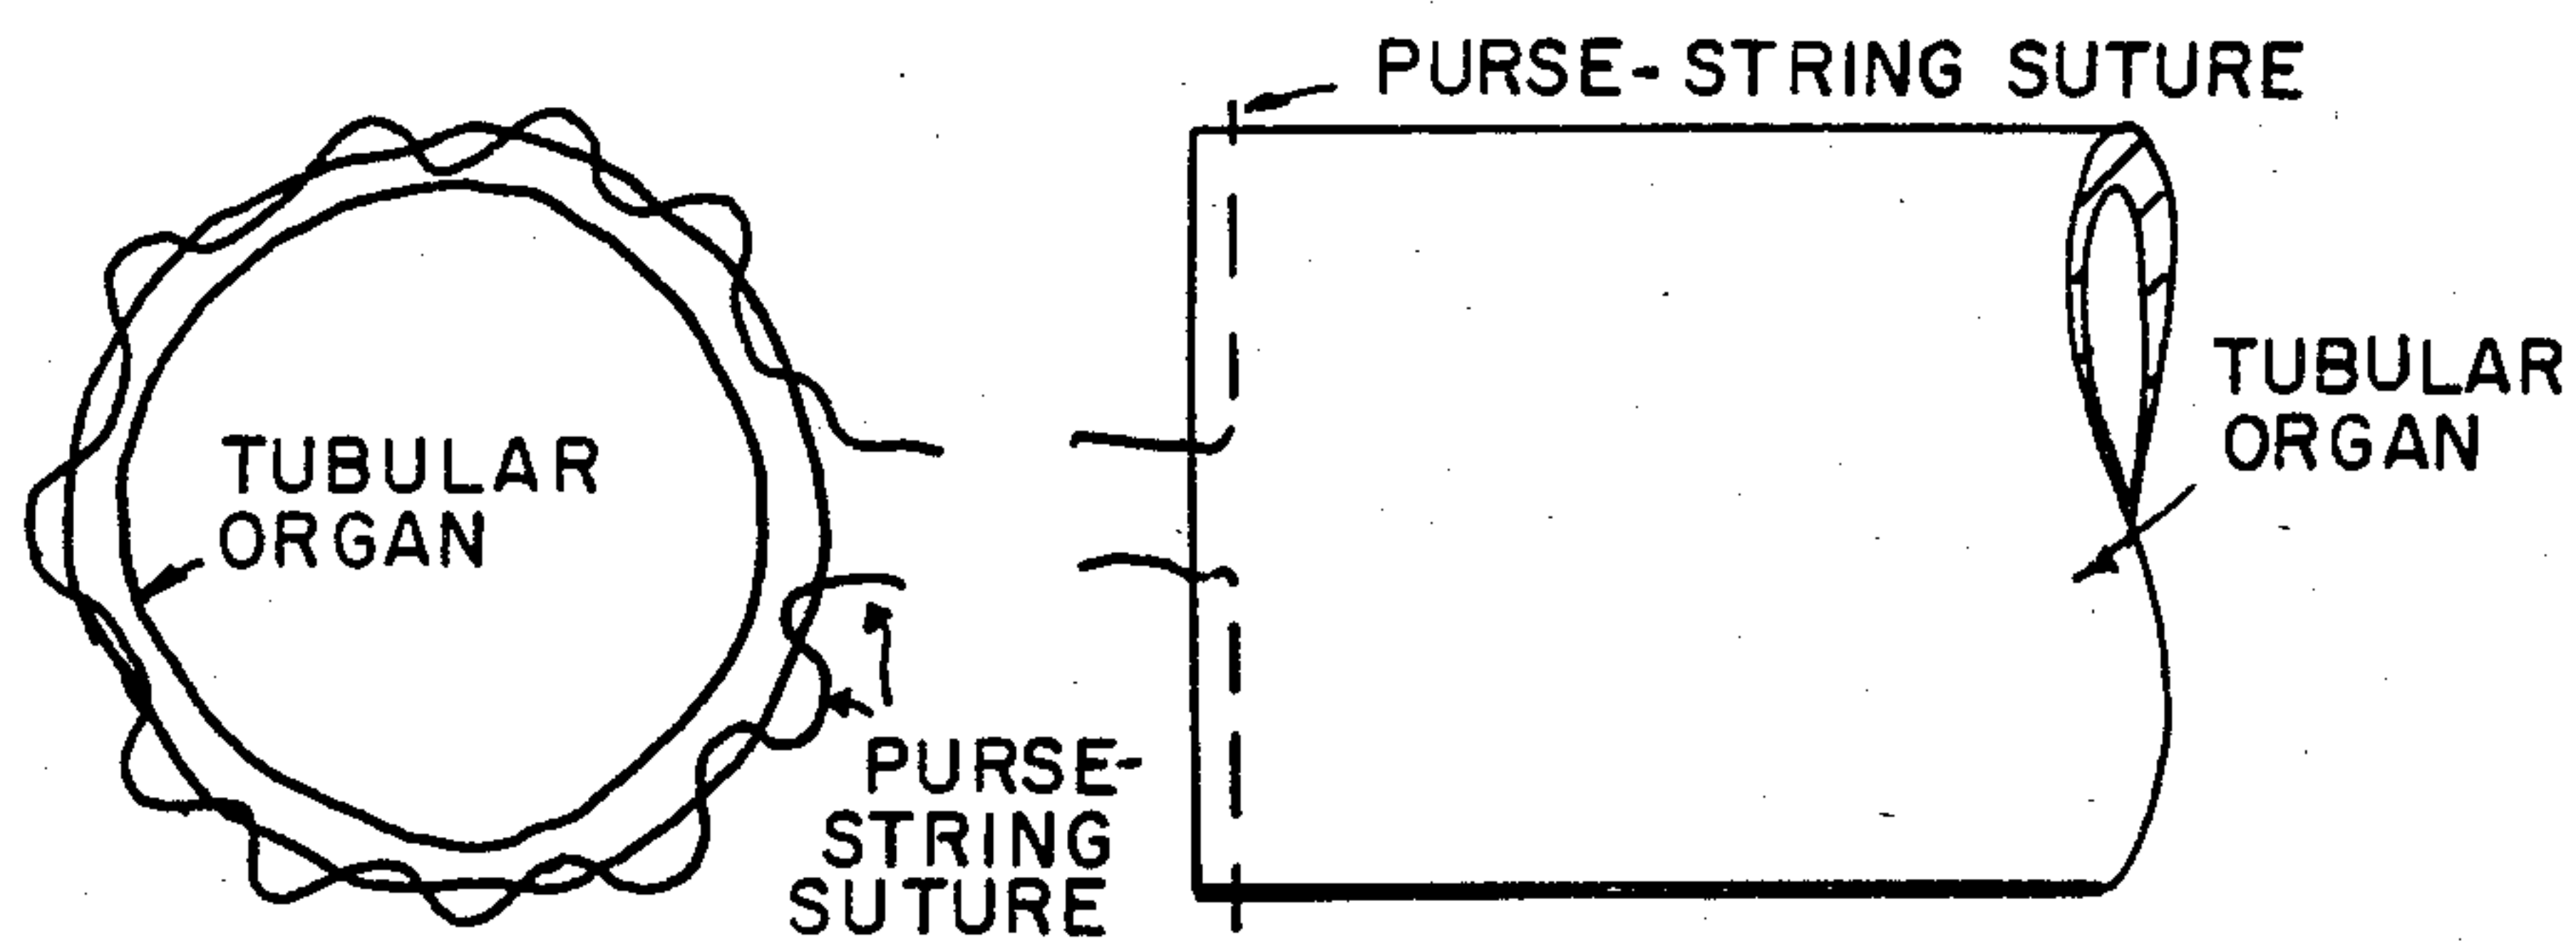 PURSE-STRING SUTURE
TUBULAR
ORGAN
TUBULAR
ORGAN
PURSE-
STRING
SUTURE